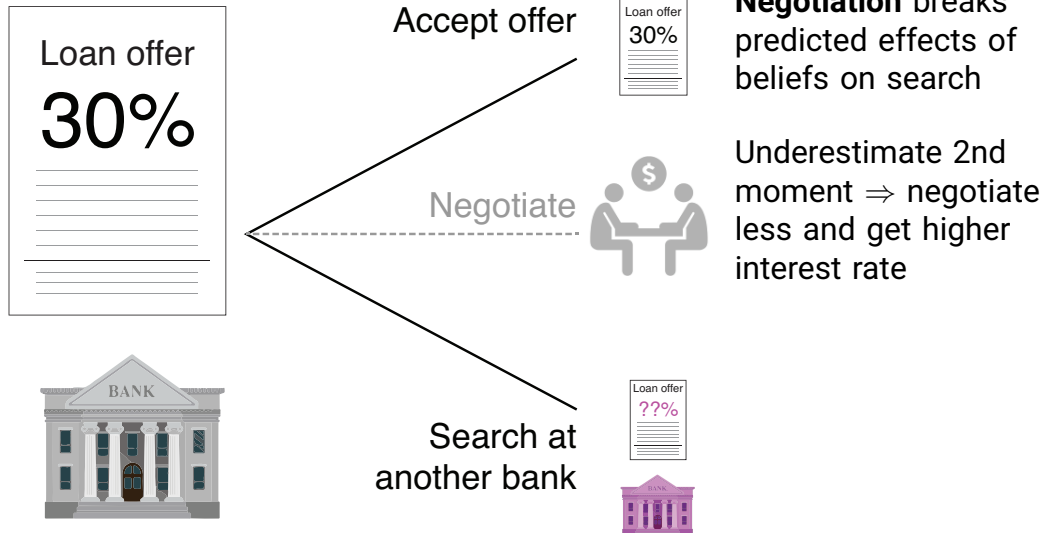 Loan offer
30%
BANK
Accept offer
Negotiate
Search at
another bank
Loan offer
30%
$
Loan offer
??%
BANK
Negotiation breaks
predicted effects of
beliefs on search
Underestimate 2nd
moment ⇒ negotiate
less and get higher
interest rate